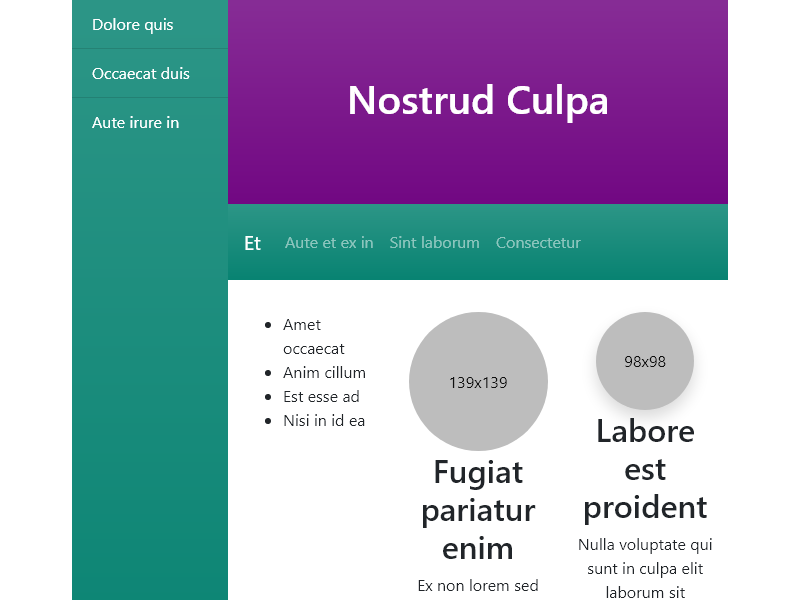 Dolore quis
Occaecat duis
Aute irure in
Nostrud Culpa
Et Aute et ex in Sint laborum Consectetur
Amet
occaecat
Anim cillum
Est esse ad
Nisi in id ea
139x139
Fugiat
pariatur
enim
Ex non lorem sed
98x98
Labore
est
proident
Nulla voluptate qui
sunt in culpa elit
laborum sit